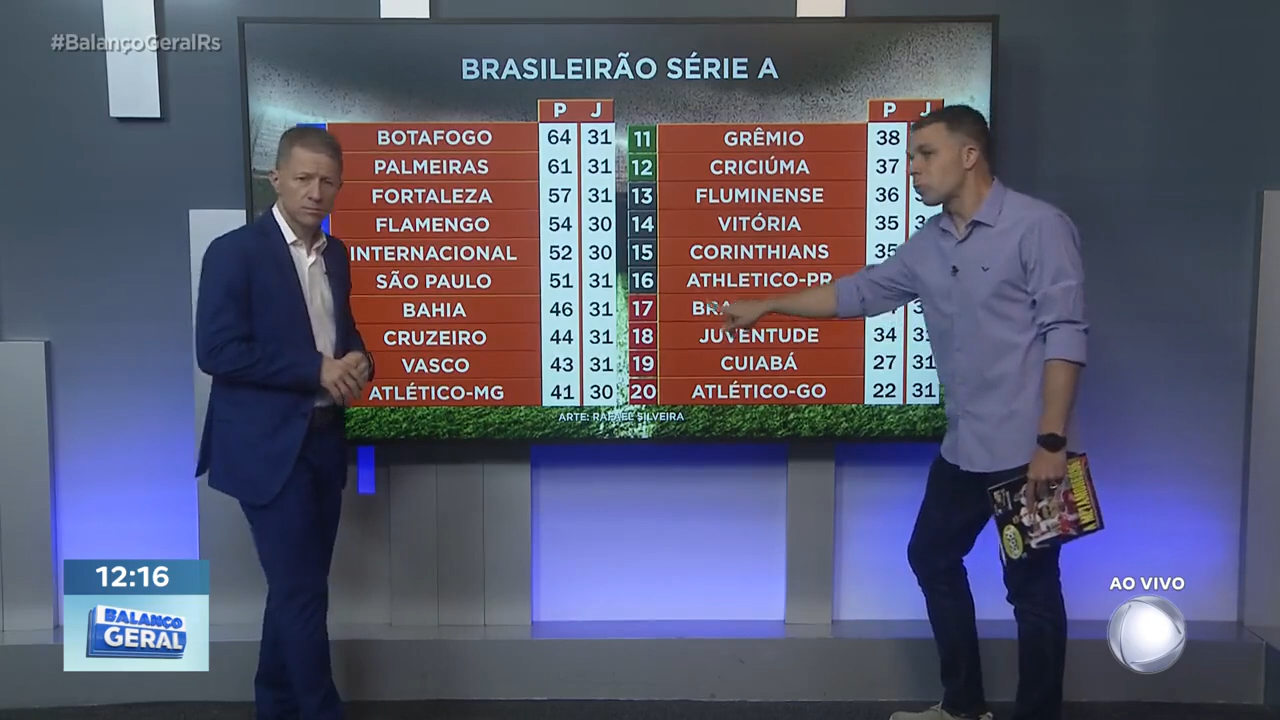 #BalançoGeralRs
BRASILEIRÃO SÉRIE A
P J
BOTAFOGO 64 31
PALMEIRAS 61 31
FORTALEZA 57 31
FLAMENGO 54 30
INTERNACIONAL 52 30
SÃO PAULO 51 31
BAHIA 46 31
CRUZEIRO 44 31
VASCO 43 31
ATLÉTICO-MG 41 30
P J
11 GRÊMIO 38
12 CRICIÚMA 37
13 FLUMINENSE 36
14 VITÓRIA 35
15 CORINTHIANS 35
16 ATHLETICO-PR
17
18 JUVENTUDE 34 31
19 CUIABÁ 27 31
20 ATLÉTICO-GO 22 31
ARTE: RAFAEL SILVEIRA
12:16
BALANÇO
GERAL
AO VIVO